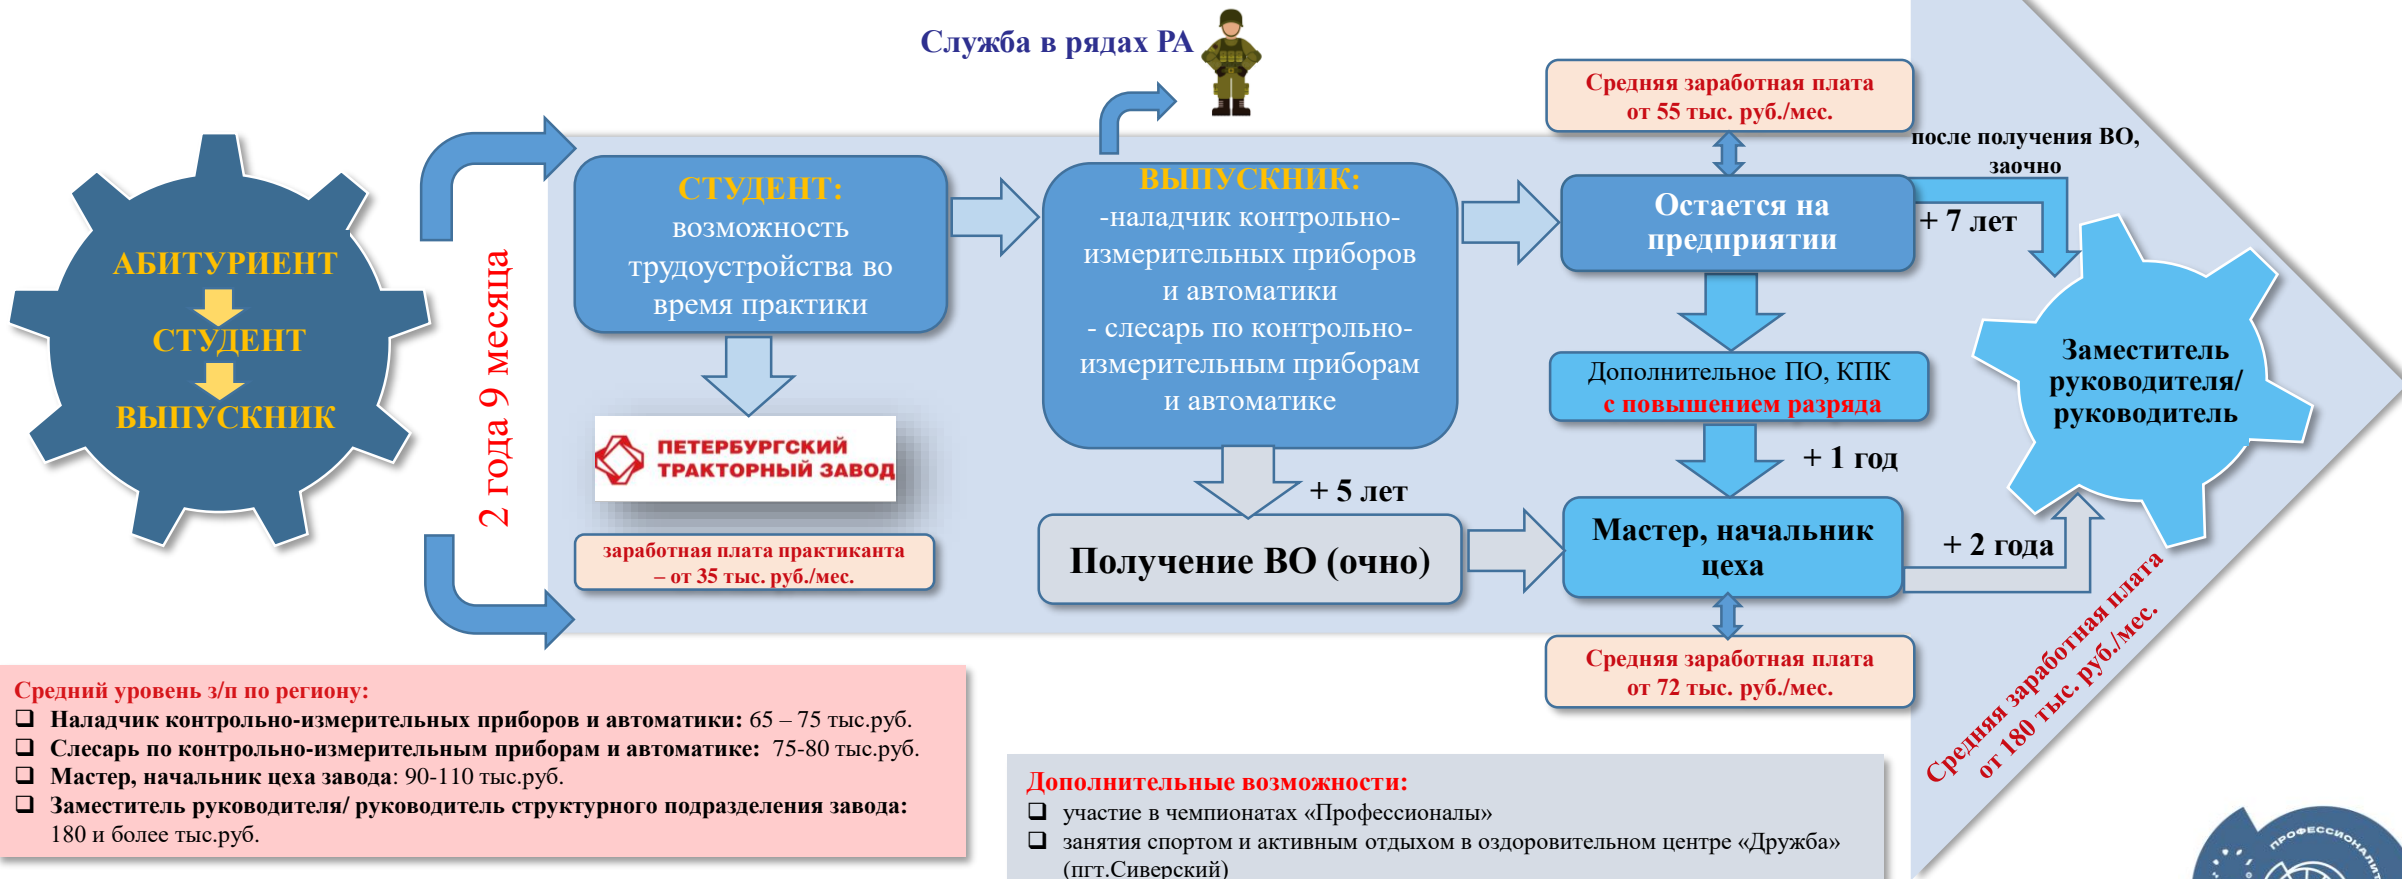 Служба в рядах РА
АБИТУРИЕНТ
СТУДЕНТ
ВЫПУСКНИК
2 года 9 месяца
СТУДЕНТ:
возможность
трудоустройства во
время практики
ПЕТЕРБУРГСКИЙ
ТРАКТОРНЫЙ ЗАВОД
заработная плата практиканта
– от 35 тыс. руб./мес.
ВЫПУСКНИК:
-наладчик контрольно-
измерительных приборов
и автоматики
- слесарь по контрольно-
измерительным приборам
и автоматике
+ 5 лет
Получение ВО (очно)
Средняя заработная плата
от 55 тыс. руб./мес.
Остается на
предприятии
после получения ВО,
заочно
+ 7 лет
Дополнительное ПО, КПК
с повышением разряда
+ 1 год
Мастер, начальник
цеха
+ 2 года
Средняя заработная плата
от 72 тыс. руб./мес.
Заместитель
руководителя/
руководитель
Средняя заработная плата
от 180 тыс. руб./мес.
Средний уровень з/п по региону:
Наладчик контрольно-измерительных приборов и автоматики: 65 – 75 тыс.руб.
Слесарь по контрольно-измерительным приборам и автоматике: 75-80 тыс.руб.
Мастер, начальник цеха завода: 90-110 тыс.руб.
Заместитель руководителя/ руководитель структурного подразделения завода:
180 и более тыс.руб.
Дополнительные возможности:
участие в чемпионатах «Профессионалы»
занятия спортом и активным отдыхом в оздоровительном центре «Дружба»
(пгт.Сиверский)
ПРОФЕССИОНАЛИТ